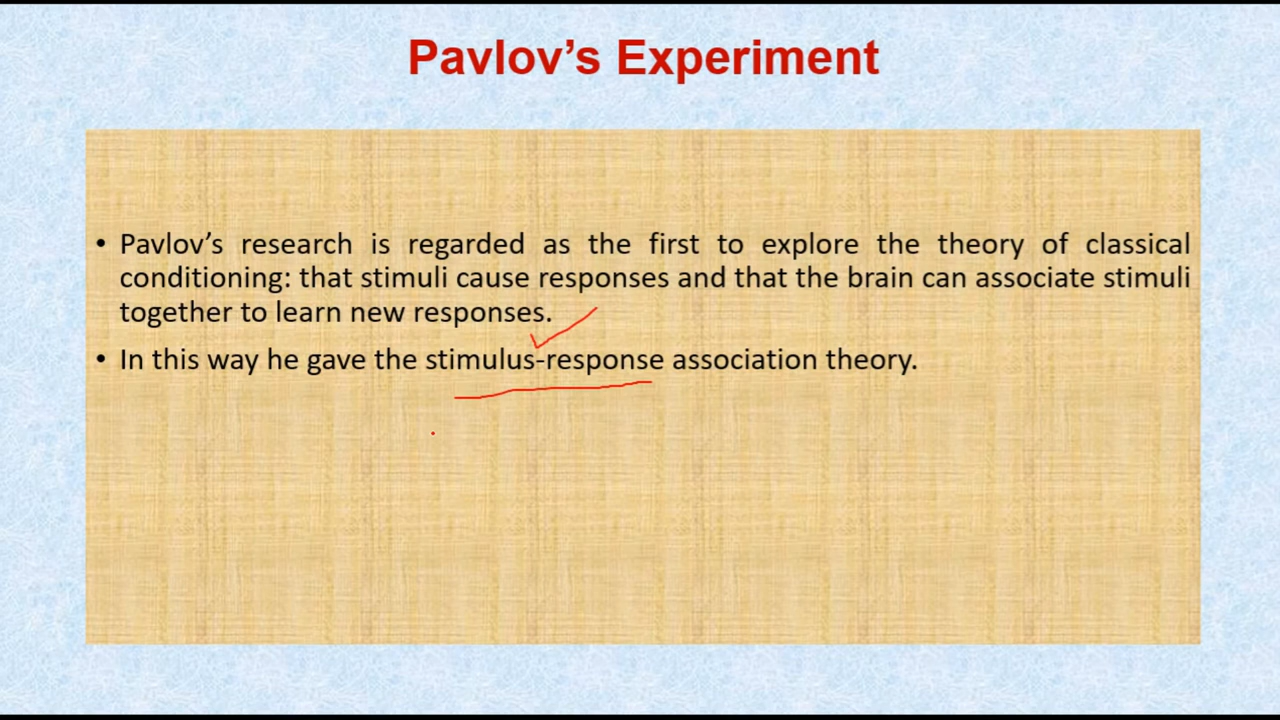 Pavlov’s Experiment
• Pavlov’s research is regarded as the first to explore the theory of classical
conditioning: that stimuli cause responses and that the brain can associate stimuli
together to learn new responses.
• In this way he gave the stimulus-response association theory.